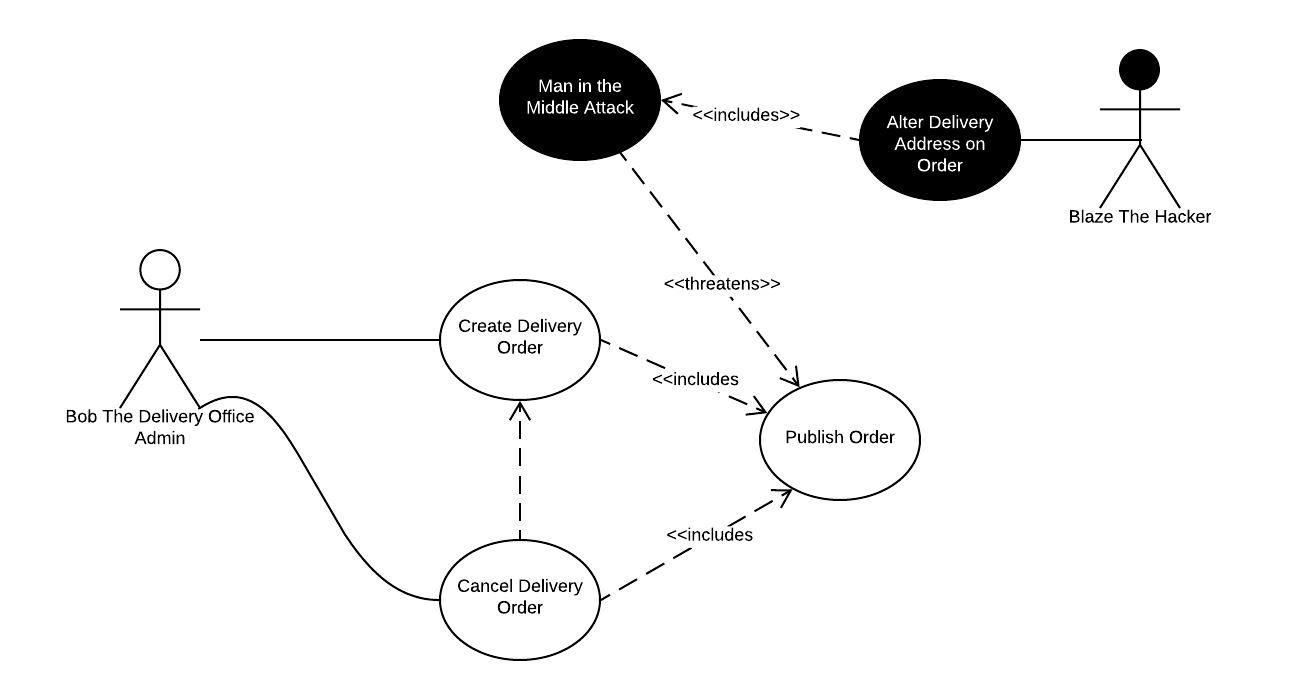 Man in the
Middle Attack
<<includes>>
Alter Delivery
Address on
Order
Blaze The Hacker
<<threatens>>
Create Delivery
Order
<<includes
Bob The Delivery Office
Admin
Publish Order
<<includes
Cancel Delivery
Order